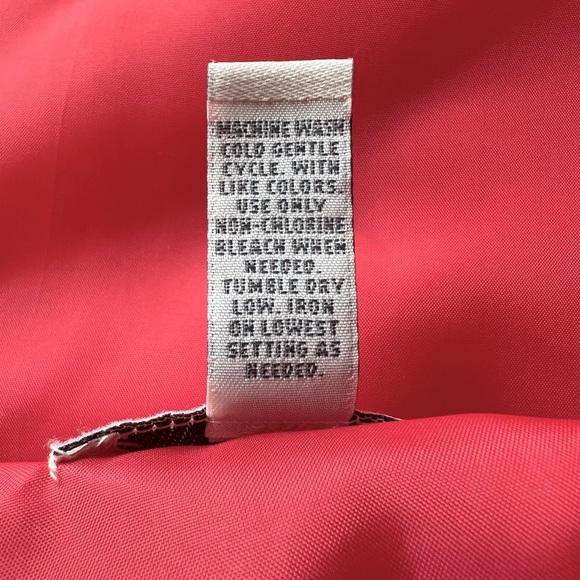 MACHINE WASH
COLD GENTLE
CYCLE. WITH
LIKE COLORS.
USE ONLY
NON-CHLORINE
BLEACH WHEN
NEEDED.
TUMBLE DRY
LOW. IRON
ON LOWEST
SETTING AS
NEEDED.